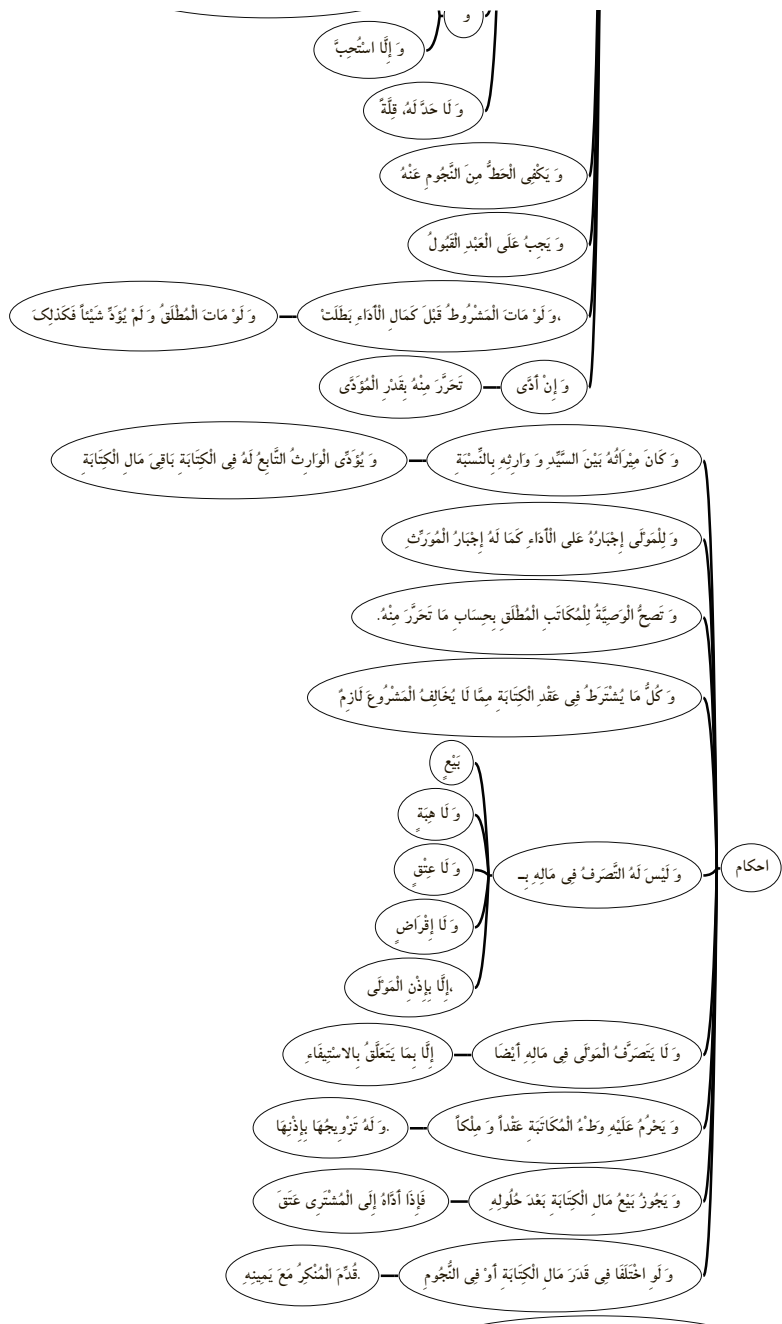 وَ
وَ إِلَّا اسْتُحِبَّ
وَ لَا حَدَّ لَهُ، قِلَّةً
وَ يَكْفِى الْحَطُّ مِنَ النُّجُومِ عَنْهُ
وَ يَجِبُ عَلَى الْعَبْدِ الْقَبُولُ
،وَ لَوْ مَاتَ الْمَشْرُوطُ قَبْلَ كَمَالِ الْأَدَاءِ بَطَلَتْ
وَ لَوْ مَاتَ الْمُطْلَقُ وَ لَمْ يُؤَدِّ شَيْئاً فَكَذلِكَ
وَ إِنْ أَدَّى
تَحَرَّرَ مِنْهُ بِقَدْرِ الْمُؤَدَّى
احکام
وَ كَانَ مِيْرَاثُهُ بَيْنَ السَّيِّدِ وَ وَارِثِهِ بِالنِّسْبَةِ
وَ يُؤَدِّى الْوَارِثُ التَّابِعُ لَهُ فِى الْكِتَابَةِ بَاقِىَ مَالِ الْكِتَابَةِ
وَ لِلْمَوْلَى إِجْبَارُهُ عَلى الْأَدَاءِ كَمَا لَهُ إِجْبَارُ الْمُوَرِّثِ
وَ تَصِحُّ الْوَصِيَّةُ لِلْمُكَاتَبِ الْمُطْلَقِ بِحِسَابِ مَا تَحَرَّرَ مِنْهُ.
وَ كُلُّ مَا يُشْتَرَطُ فِى عَقْدِ الْكِتَابَةِ مِمَّا لَا يُخَالِفُ الْمَشْرُوعَ لَازِمٌ
وَ لَيْسَ لَهُ التَّصَرفُ فِى مَالِهِ بِـ
بَيْعٍ
وَ لَا هِبَةٍ
وَ لَا عِتْقٍ
وَ لَا إِقْرَاضٍ
،إِلَّا بِإِذْنِ الْمَوْلَى
وَ لَا يَتَصَرَّفُ الْمَوْلَى فِى مَالِهِ أَيْضَا
إِلَّا بِمَا يَتَعَلَّقُ بِالاسْتِيفَاءِ
وَ يَحْرُمُ عَلَيْهِ وَطْءُ الْمُكَاتَبَةِ عَقْداً وَ مِلْكاً
.وَ لَهُ تَزْوِيجُهَا بِإِذْنِهَا
وَ يَجُوزُ بَيْعُ مَالِ الْكِتَابَةِ بَعْدَ حُلُولِهِ
فَإِذَا أَدَّاهُ إِلَى الْمُشْتَرِى عَتَقَ
وَ لَوِ اخْتَلَفَا فِى قَدَرَ مَالِ الْكِتَابَةِ أَوْ فِى النُّجُومِ
.قُدِّمَ الْمُنْكِرُ مَعَ يَمِينِهِ